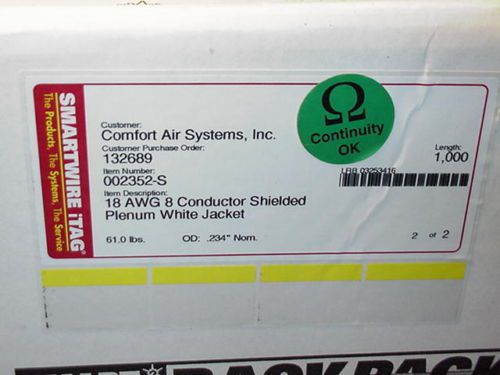 SMARTWIRE iTAG
The Products, The Systems, The Service
Customer:
Comfort Air Systems, Inc.
Customer Purchase Order:
132689
Item Number:
002352-S
Item Description:
18 AWG 8 Conductor Shielded
Plenum White Jacket
61.0 lbs. OD: .234" Nom.
Ω
Continuity
OK
Length:
1,000
LRB 03253416
2 of 2